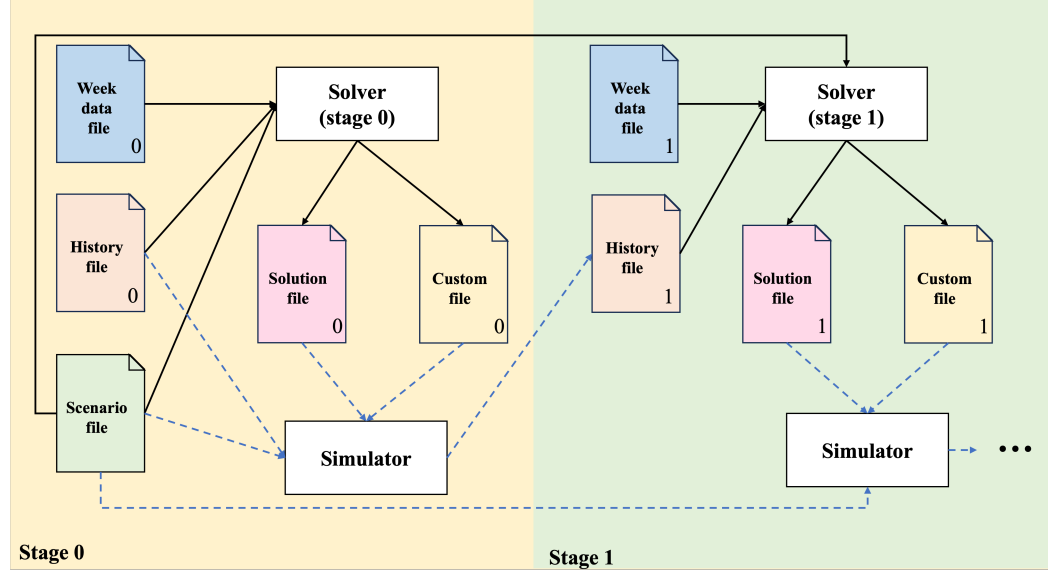 Week
data
file
0
Solver
(stage 0)
History
file
0
Solution
file
0
Custom
file
0
Scenario
file
Simulator
Stage 0
Week
data
file
1
Solver
(stage 1)
History
file
1
Solution
file
1
Custom
file
1
Simulator
...
Stage 1